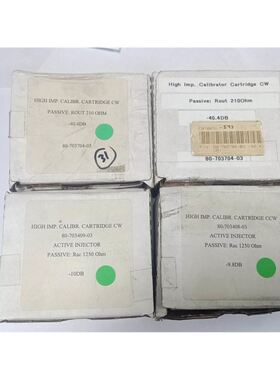 HIGH IMP. CALIBR. CARTRIDGE CW
PASSIVE: ROUT 210 OHM
-40.6DB
80-703704-03
31
High Imp. Calibrator Cartridge CW
Passive: Rout 210Ohm
-40.4DB
80-703704-03
HIGH IMP. CALIBR. CARTRIDGE CW
80-703409-03
ACTIVE INJECTOR
PASSIVE: Rac 1250 Ohm
-10DB
HIGH IMP. CALIBR. CARTRIDGE CCW
80-703408-03
ACTIVE INJECTOR
PASSIVE: Rac 1250 Ohm
-9.8DB